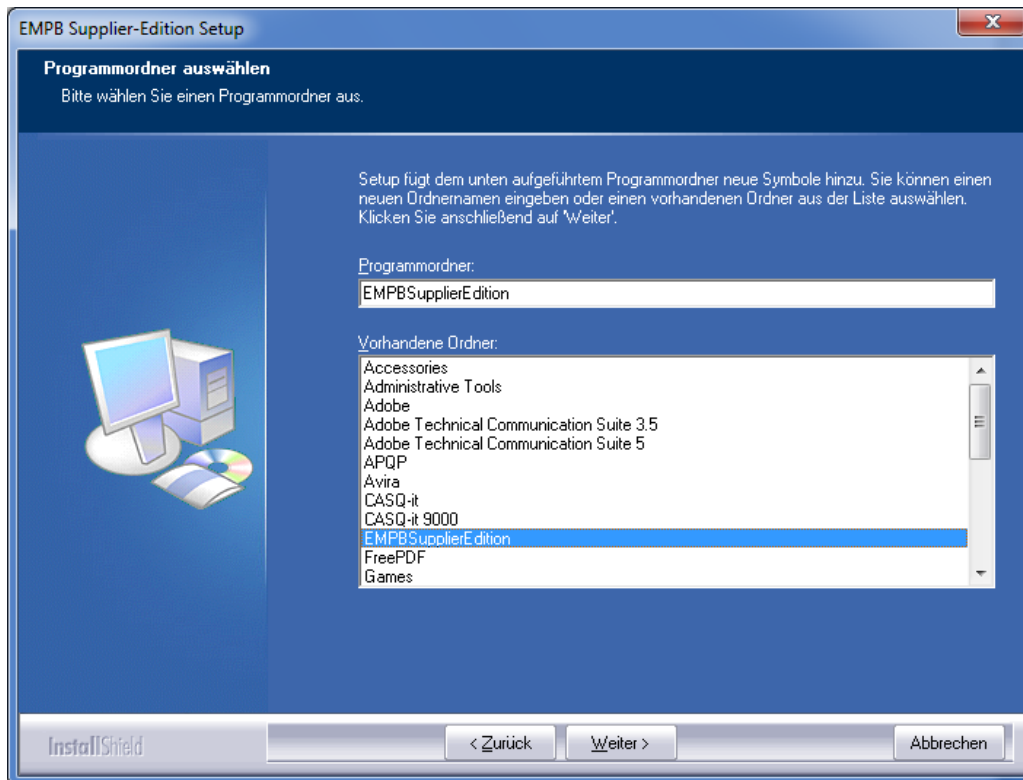 EMPB Supplier-Edition Setup
Programmordner auswählen
Bitte wählen Sie einen Programmordner aus.
Setup fügt dem unten aufgeführtem Programmordner neue Symbole hinzu. Sie können einen
neuen Ordnernamen eingeben oder einen vorhandenen Ordner aus der Liste auswählen.
Klicken Sie anschließend auf 'Weiter'.
Programmordner:
EMPBSupplierEdition
Vorhandene Ordner:
Accessories
Administrative Tools
Adobe
Adobe Technical Communication Suite 3.5
Adobe Technical Communication Suite 5
APQP
Avira
CASQ-it
CASQ-it 9000
EMPBSupplierEdition
FreePDF
Games
InstallShield
< Zurück
Weiter >
Abbrechen